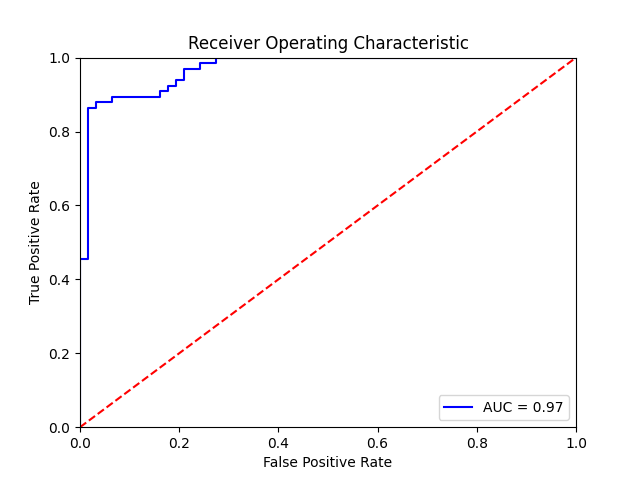 Receiver Operating Characteristic
True Positive Rate
1.0
0.8
0.6
0.4
0.2
0.0
AUC = 0.97
0.0 0.2 0.4 0.6 0.8 1.0
False Positive Rate